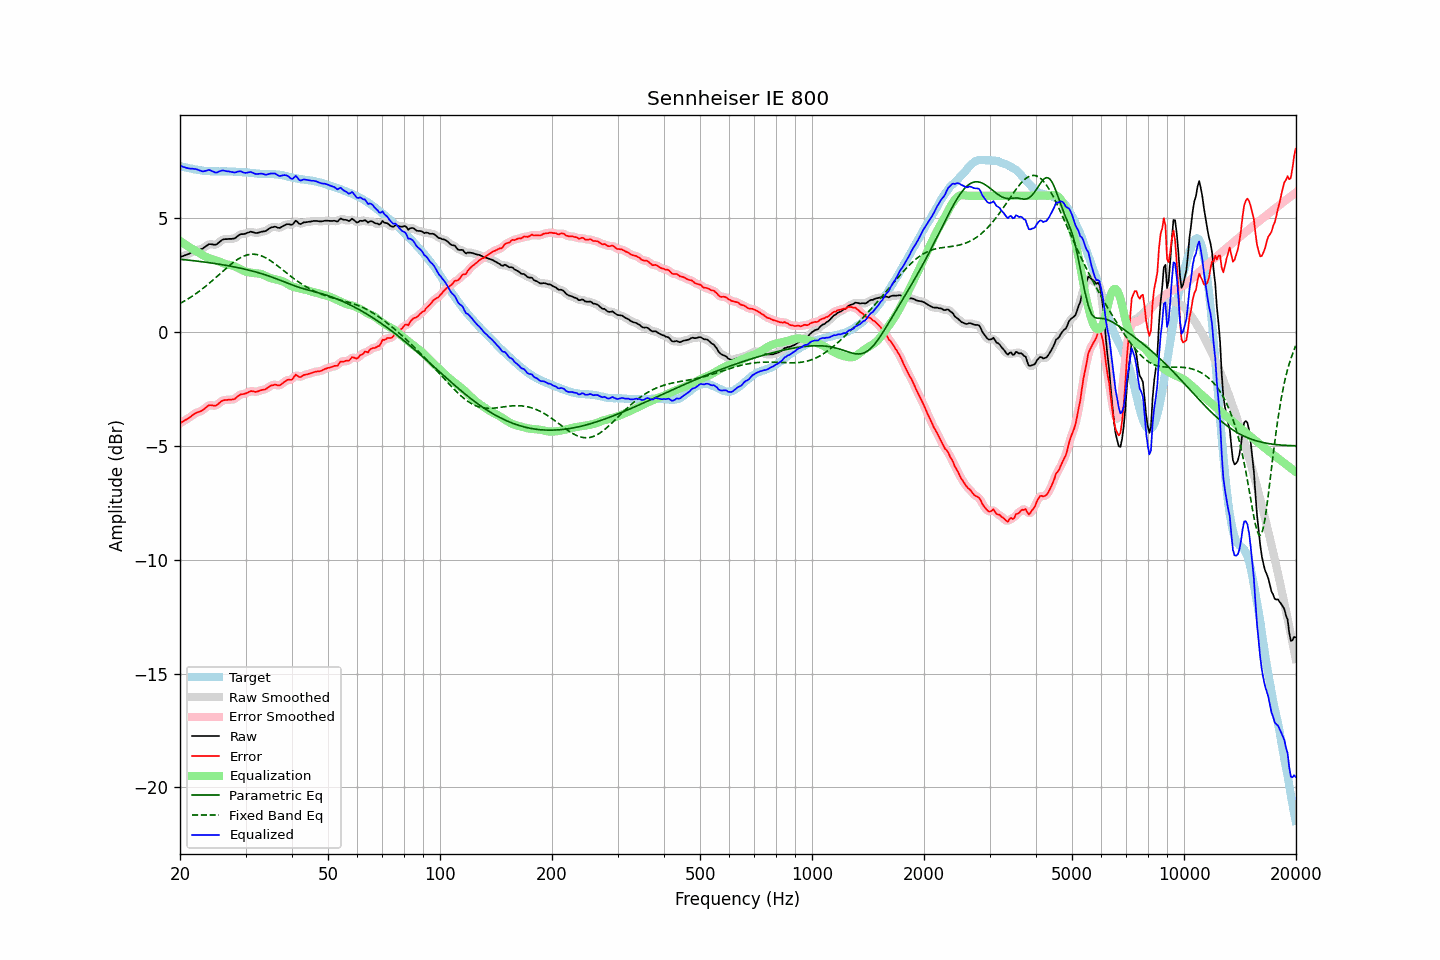 Sennheiser IE 800
Amplitude (dBr)
5
0
−5
−10
−15
−20
Target
Raw Smoothed
Error Smoothed
Raw
Error
Equalization
Parametric Eq
Fixed Band Eq
Equalized
20 50 100 200 500 1000 2000 5000 10000 20000
Frequency (Hz)